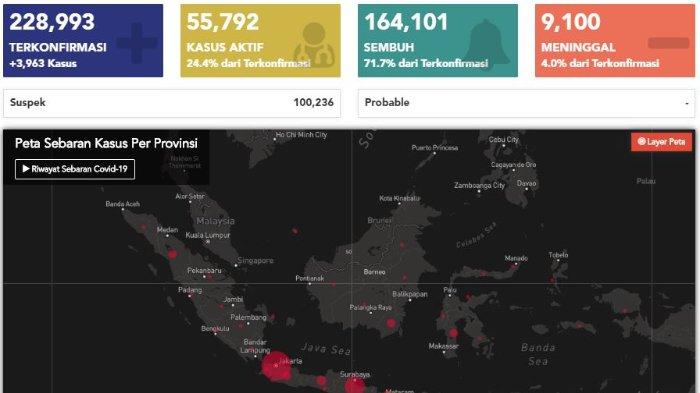 228,993
TERKONFIRMASI
+3,963 Kasus
55,792
KASUS AKTIF
24.4% dari Terkonfirmasi
164,101
SEMBUH
71.7% dari Terkonfirmasi
9,100
MENINGGAL
4.0% dari Terkonfirmasi
Suspek 100,236
Probable -
Peta Sebaran Kasus Per Provinsi
Riwayat Sebaran Covid-19
Layer Peta
Ho Chi Minh City
Cebu City
Puerto Princesa
Nakhon Si
Thammarat
Cagayan de Oro
Davao
Zamboanga City
Palau
Alor Setar
Kota Kinabalu
Banda Aceh
Malaysia
Brunei
Medan
Kuala Lumpur
Celebes Sea
Singapore
Manado
Tobelo
Pekanbaru
Pontianak
Borneo
Padang
Balikpapan
Palu
Jambi
Palangka Raya
Palembang
Bengkulu
Bandar
Lampung
Java Sea
Makassar
Banda
Sea
Jakarta
Surabaya
Mataram